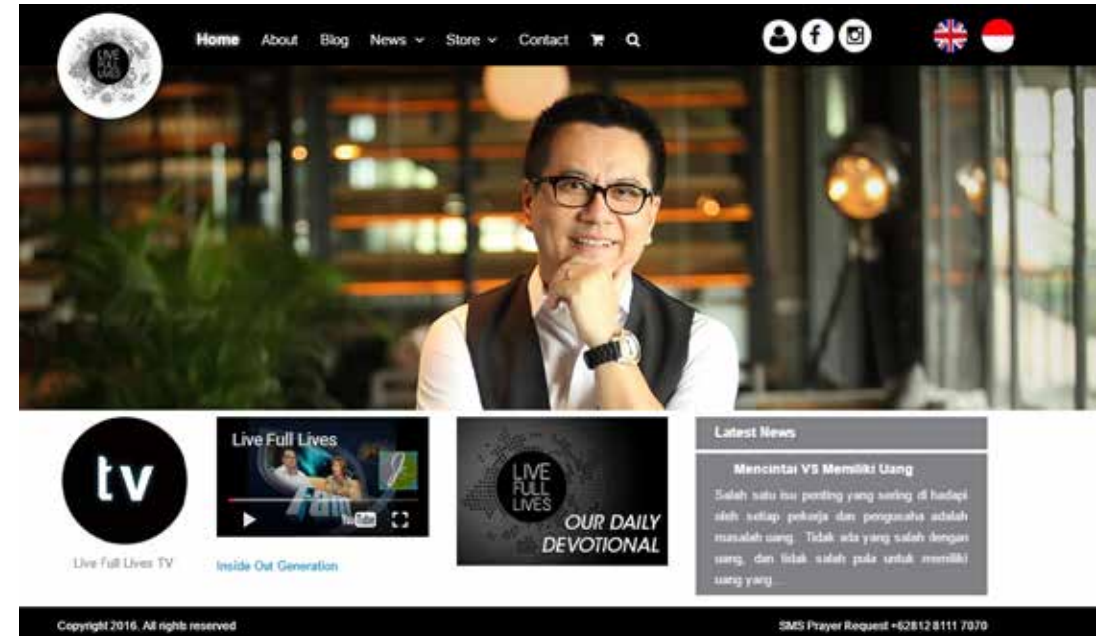 LIVE
FULL
LIVES
Home About Blog News Store Contact
Live Full Lives
tv
YouTube
Live Full Lives TV
Inside Out Generation
LIVE
FULL
LIVES
OUR DAILY
DEVOTIONAL
Latest News
Mencintai VS Memiliki Uang
Salah satu isu penting yang sering di hadapi
oleh setiap pekerja dan pengusaha adalah
masalah uang. Tidak ada yang salah dengan
uang, dan tidak salah pula untuk memiliki
uang yang...
Copyright 2016. All rights reserved
SMS Prayer Request +62812 8111 7070